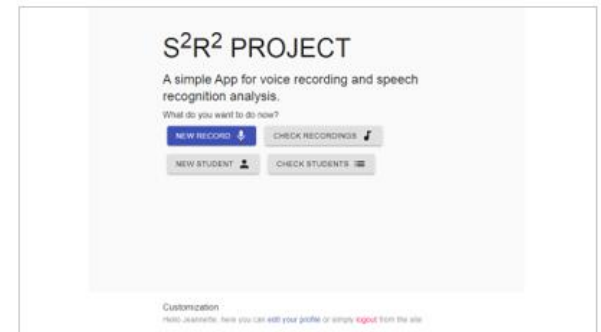 S²R² PROJECT
A simple App for voice recording and speech
recognition analysis.
What do you want to do now?
NEW RECORD
CHECK RECORDINGS
NEW STUDENT
CHECK STUDENTS
Customization
Hello Jeannette, here you can edit your profile or simply logout from the site